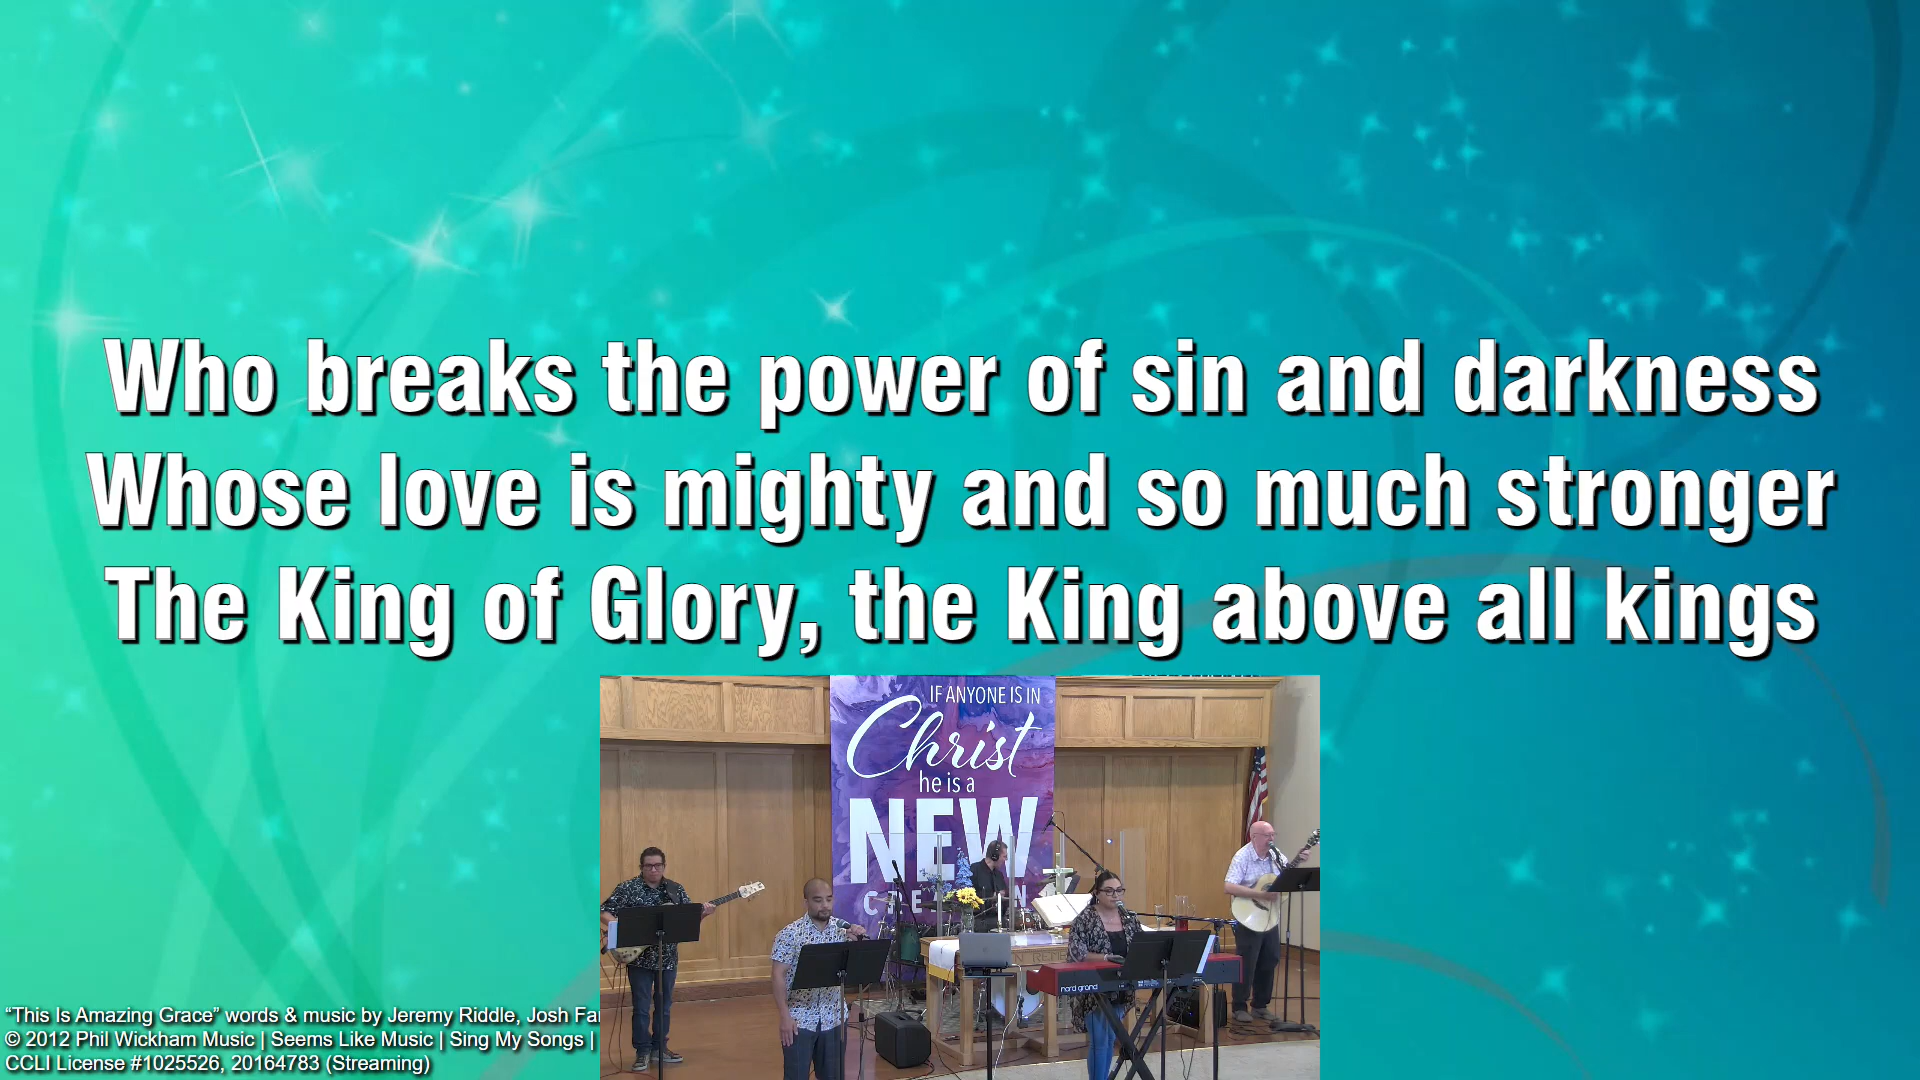 Who breaks the power of sin and darkness
Whose love is mighty and so much stronger
The King of Glory, the King above all kings
IF ANYONE IS IN
Christ
he is a
NEW
nord grand
“This Is Amazing Grace” words & music by Jeremy Riddle, Josh
© 2012 Phil Wickham Music | Seems Like Music | Sing My Songs |
CCLI License #1025526, 20164783 (Streaming)